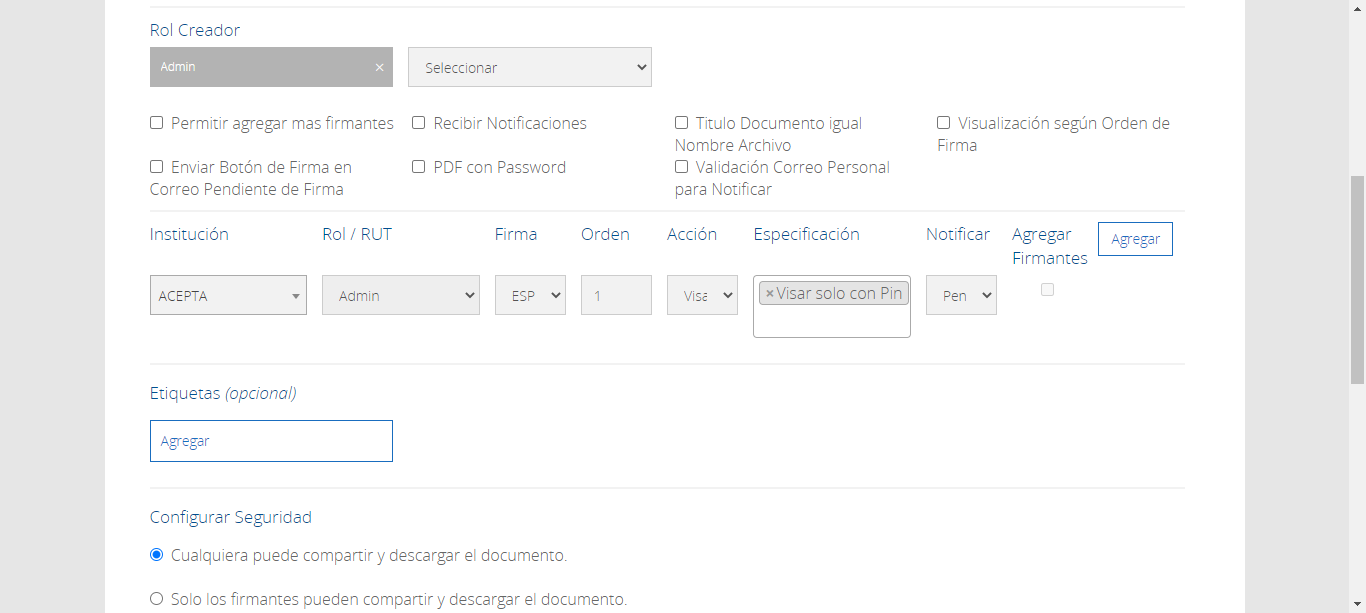 Rol Creador
Admin × Seleccionar
Permitir agregar mas firmantes Recibir Notificaciones Titulo Documento igual Nombre Archivo Visualización según Orden de Firma
Enviar Botón de Firma en Correo Pendiente de Firma PDF con Password Validación Correo Personal para Notificar
Institución Rol / RUT Firma Orden Acción Especificación Notificar Agregar Firmantes Agregar
ACEPTA Admin ESP 1 Visa × Visar solo con Pin Pen
Etiquetas (opcional)
Agregar
Configurar Seguridad
Cualquiera puede compartir y descargar el documento.
Solo los firmantes pueden compartir y descargar el documento.